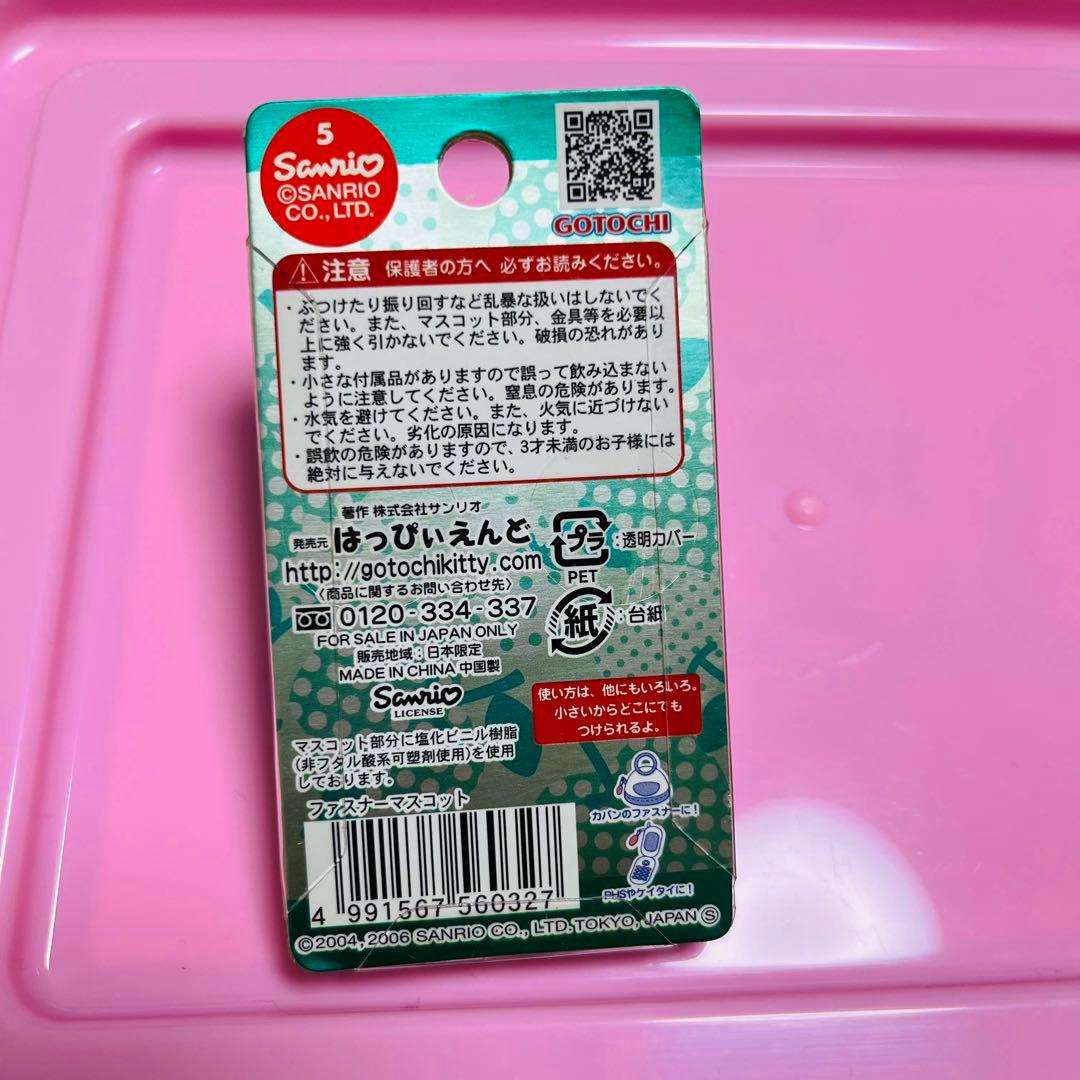 5
Sanrio
©SANRIO
CO., LTD.
GOTOCHI
注意 保護者の方へ 必ずお読みください。
・ぶつけたり振り回すなど乱暴な扱いはしないでく
ださい。また、マスコット部分、金具等を必要以
上に強く引かないでください。破損の恐れがあり
ます。
・小さな付属品がありますので誤って飲み込まない
ように注意してください。窒息の危険があります。
・水気を避けてください。また、火気に近づけない
でください。劣化の原因になります。
・誤飲の危険がありますので、3才未満のお子様には
絶対に与えないでください。
著作 株式会社サンリオ
発売元 はっぴぃえんど
http://gotochikitty.com
〈商品に関するお問い合わせ先〉
0120-334-337
FOR SALE IN JAPAN ONLY
販売地域：日本限定
MADE IN CHINA 中国製
Sanrio
LICENSE
プラ：透明カバー
PET
紙：台紙
使い方は、他にもいろいろ。
小さいからどこにでも
つけられるよ。
マスコット部分に塩化ビニル樹脂
(非フタル酸系可塑剤使用)を使用
しております。
ファスナーマスコット
カバンのファスナーに!
PHSやケイタイに!
4 991567 560327
©2004, 2006 SANRIO CO., LTD. TOKYO, JAPAN Ⓢ